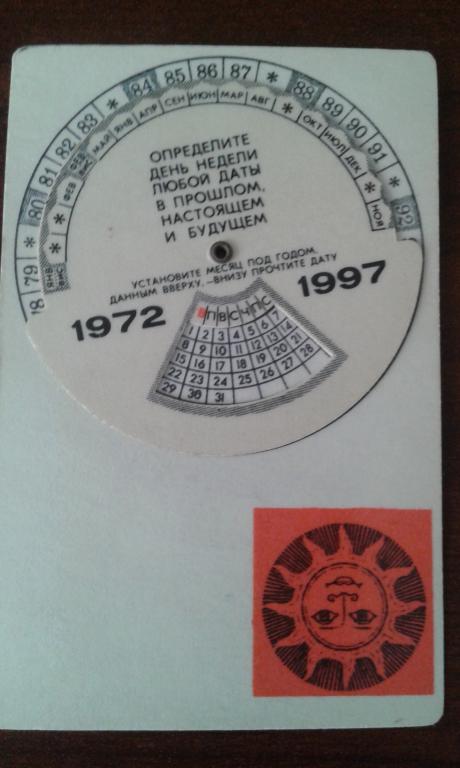 18 79 * 80 81 82 83 * 84 85 86 87 * 88 89 90 91 * 92
ЯНВ ВИС * * ФЕВ ФЕВ ВИС МАЙ ЯНВ АПР СЕН ИЮН МАР АВГ * ОКТ ИЮЛ ДЕК * НОЯ
ОПРЕДЕЛИТЕ
ДЕНЬ НЕДЕЛИ
ЛЮБОЙ ДАТЫ
В ПРОШЛОМ,
НАСТОЯЩЕМ
И БУДУЩЕМ
УСТАНОВИТЕ МЕСЯЦ ПОД ГОДОМ,
ДАННЫМ ВВЕРХУ,—ВНИЗУ ПРОЧТИТЕ ДАТУ
1972 1997
В П В С Ч П С
1 2 3 4 5 6 7
8 9 10 11 12 13 14
15 16 17 18 19 20 21
22 23 24 25 26 27 28
29 30 31